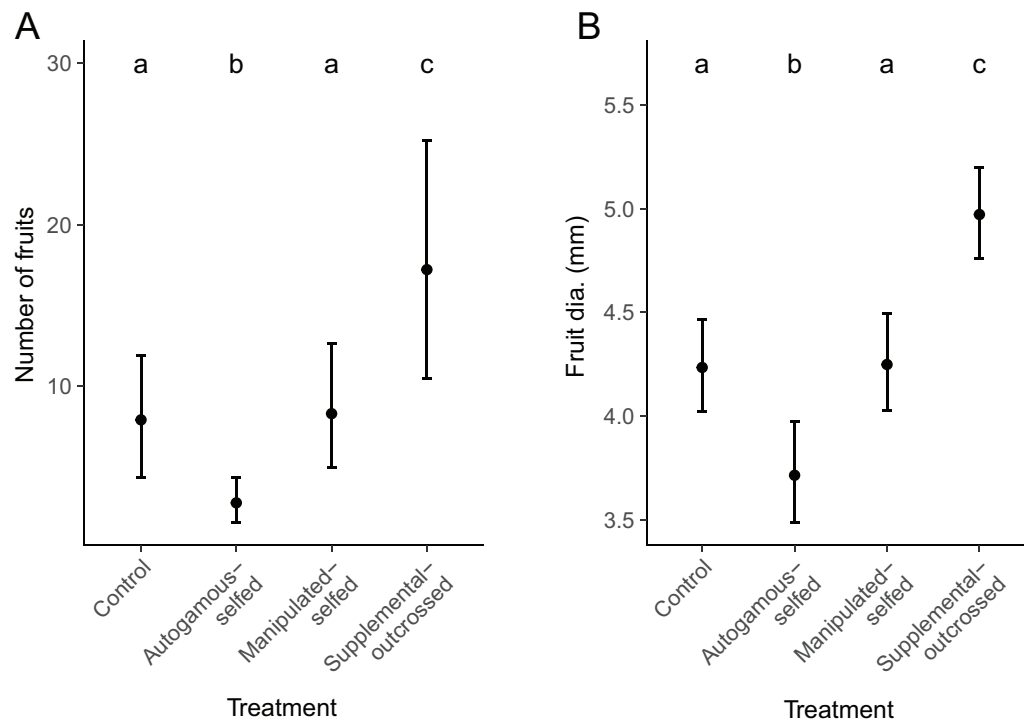 A
Number of fruits
30
20
10
a b a c
Control
Autogamous–
selfed
Manipulated–
selfed
Supplemental–
outcrossed
Treatment
B
Fruit dia. (mm)
5.5
5.0
4.5
4.0
3.5
a b a c
Control
Autogamous–
selfed
Manipulated–
selfed
Supplemental–
outcrossed
Treatment